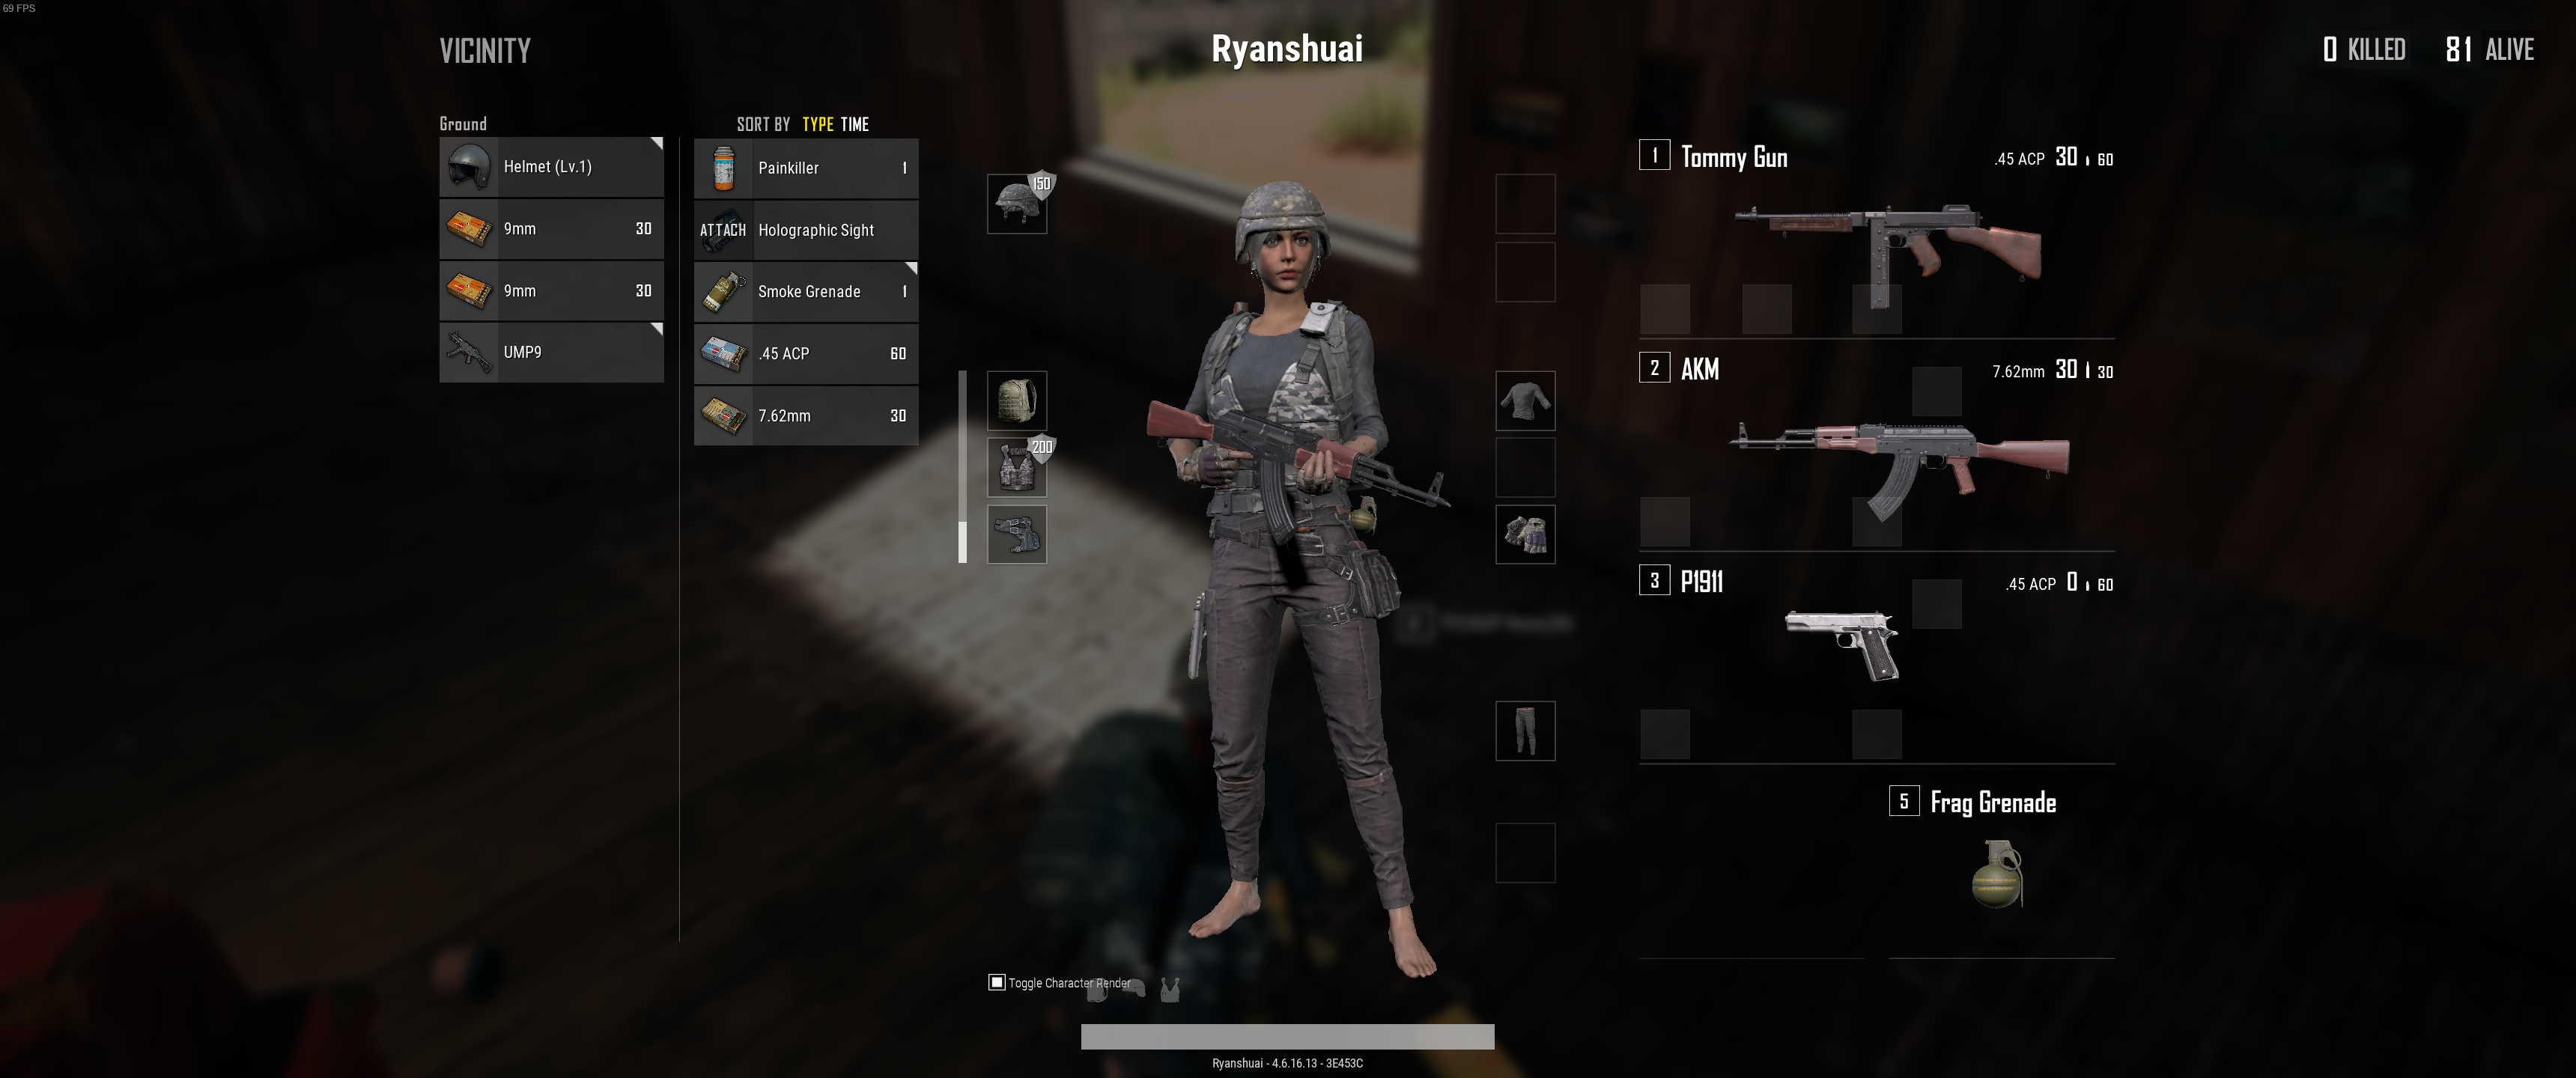 69 FPS
VICINITY
Ryanshuai
0 KILLED 81 ALIVE
Ground
SORT BY TYPE TIME
Helmet (Lv.1)
9mm 30
9mm 30
UMP9
Painkiller 1
ATTACH Holographic Sight
Smoke Grenade 1
.45 ACP 60
7.62mm 30
150
200
1 Tommy Gun .45 ACP 30 60
2 AKM 7.62mm 30 30
3 P1911 .45 ACP 0 60
5 Frag Grenade
Toggle Character Render
Ryanshuai - 4.6.16.13 - 3E453C